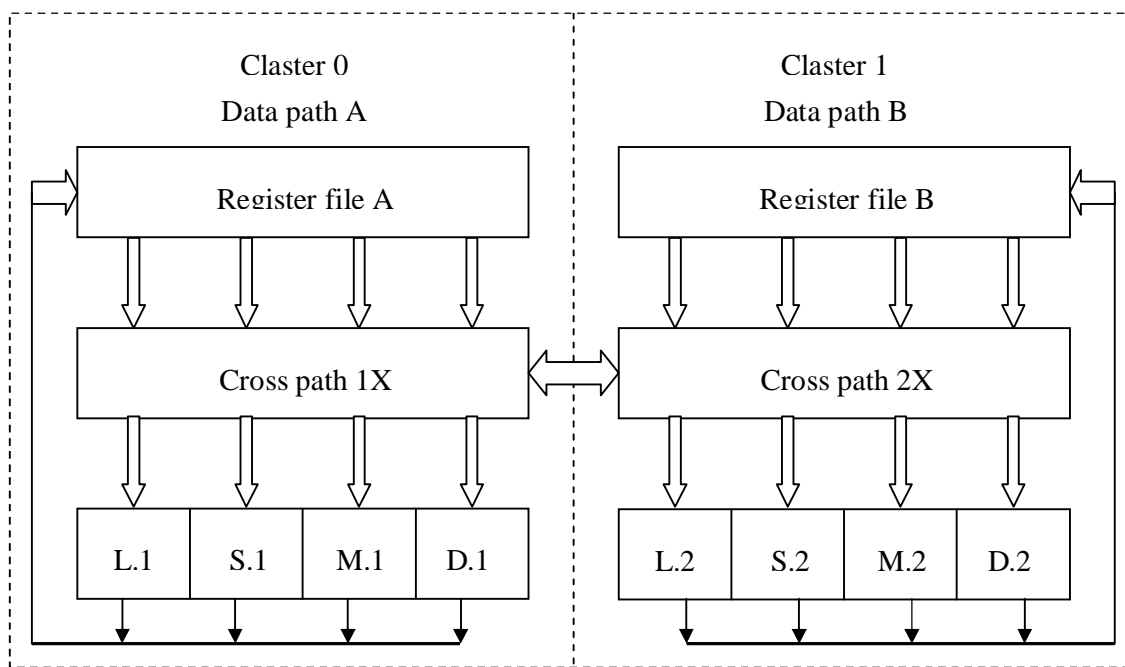 Claster 0
Data path A
Register file A
Cross path 1X
L.1 S.1 M.1 D.1
Claster 1
Data path B
Register file B
Cross path 2X
L.2 S.2 M.2 D.2